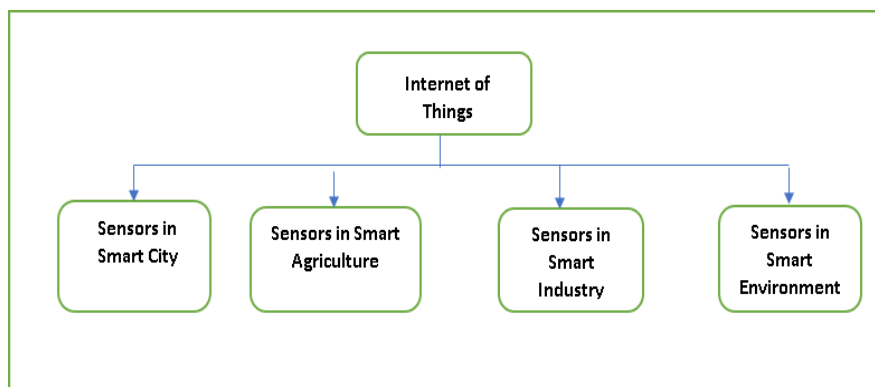 Internet of
Things
Sensors in
Smart City
Sensors in Smart
Agriculture
Sensors in
Smart
Industry
Sensors in
Smart
Environment